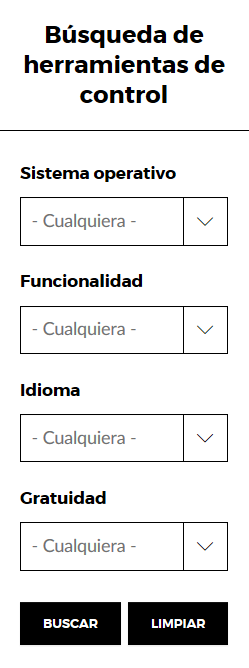 Búsqueda de
herramientas de
control
Sistema operativo
- Cualquiera -
Funcionalidad
- Cualquiera -
Idioma
- Cualquiera -
Gratuidad
- Cualquiera -
BUSCAR LIMPIAR